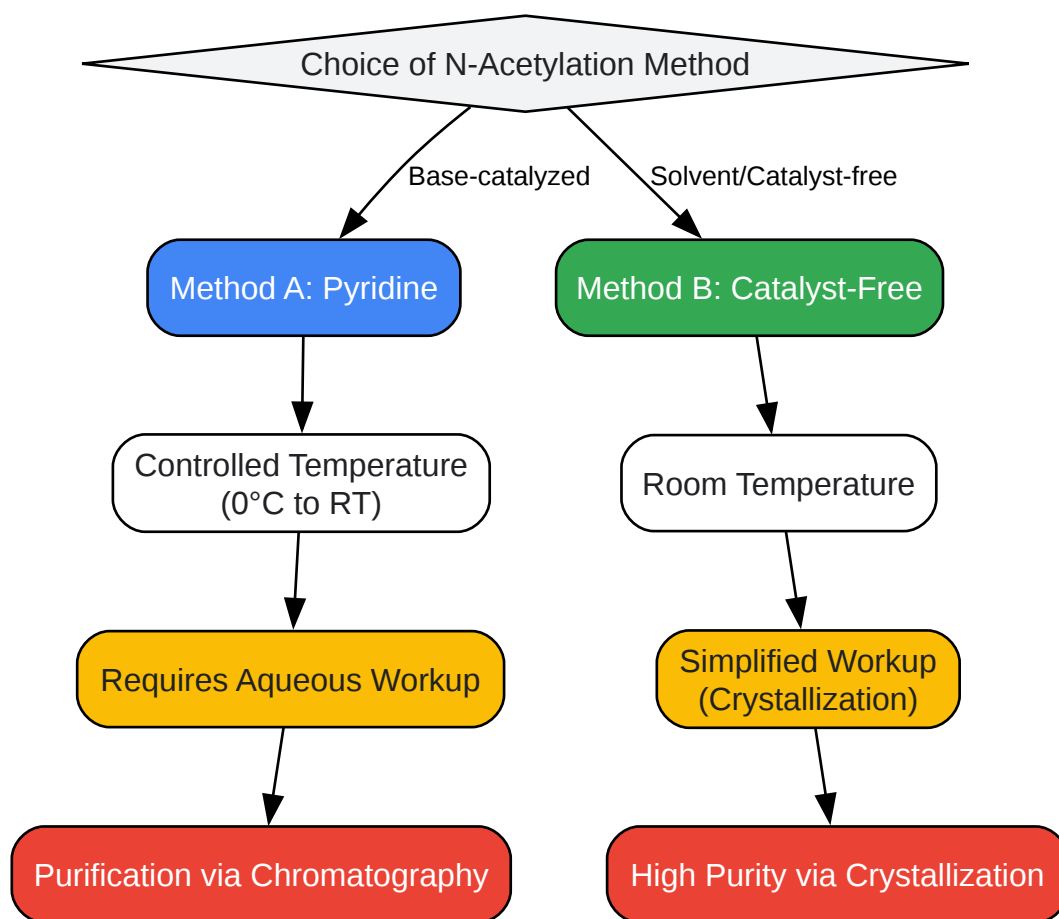 Choice of N-Acetylation Method
Base-catalyzed
Solvent/Catalyst-free
Method A: Pyridine
Method B: Catalyst-Free
Controlled Temperature
(0°C to RT)
Room Temperature
Requires Aqueous Workup
Simplified Workup
(Crystallization)
Purification via Chromatography
High Purity via Crystallization